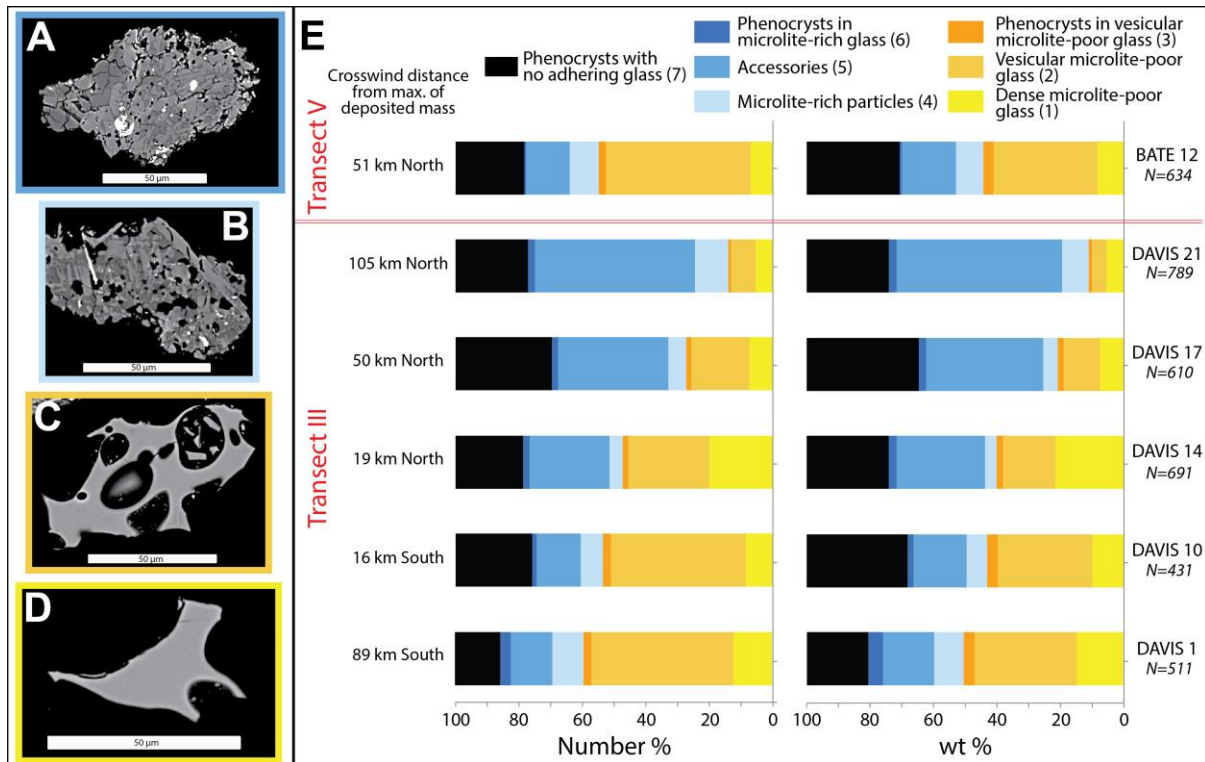 A
50 µm
B
50 µm
C
50 µm
D
50 µm
E
Crosswind distance
from max. of
deposited mass
Phenocrysts with
no adhering glass (7)
Phenocrysts in
microlite-rich glass (6)
Accessories (5)
Microlite-rich particles (4)
Phenocrysts in vesicular
microlite-poor glass (3)
Vesicular microlite-poor
glass (2)
Dense microlite-poor
glass (1)
Transect V
51 km North
BATE 12
N=634
Transect III
105 km North
DAVIS 21
N=789
50 km North
DAVIS 17
N=610
19 km North
DAVIS 14
N=691
16 km South
DAVIS 10
N=431
89 km South
DAVIS 1
N=511
100 80 60 40 20 0
Number %
100 80 60 40 20 0
wt %